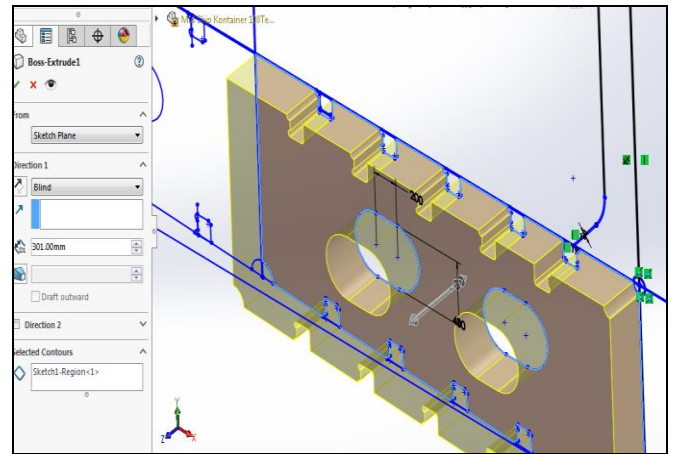 Boss-Extrude1
From
Sketch Plane
Direction 1
Blind
301.00mm
Draft outward
Direction 2
Selected Contours
Sketch1-Region<1>
Kontainer
200
Y
Z
X